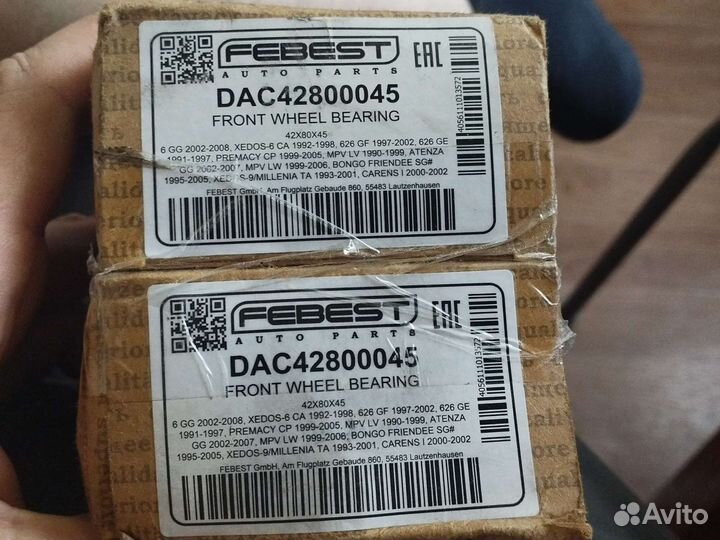 FEBEST
AUTO PARTS
EAC
DAC42800045
FRONT WHEEL BEARING
42X80X45
6 GG 2002-2008, XEDOS-6 CA 1992-1998, 626 GF 1997-2002, 626 GE
1991-1997, PREMACY CP 1999-2005, MPV LV 1990-1999, ATENZA
GG 2002-2007, MPV LW 1999-2006, BONGO FRIENDEE SG#
1995-2005, XEDOS-9/MILLENIA TA 1993-2001, CARENS I 2000-2002
FEBEST GmbH, Am Flugplatz Gebaude 860, 55483 Lautzenhausen
4056111013572
FEBEST
AUTO PARTS
EAC
DAC42800045
FRONT WHEEL BEARING
42X80X45
6 GG 2002-2008, XEDOS-6 CA 1992-1998, 626 GF 1997-2002, 626 GE
1991-1997, PREMACY CP 1999-2005, MPV LV 1990-1999, ATENZA
GG 2002-2007, MPV LW 1999-2006, BONGO FRIENDEE SG#
1995-2005, XEDOS-9/MILLENIA TA 1993-2001, CARENS I 2000-2002
FEBEST GmbH, Am Flugplatz Gebaude 860, 55483 Lautzenhausen
4056111013572
Avito